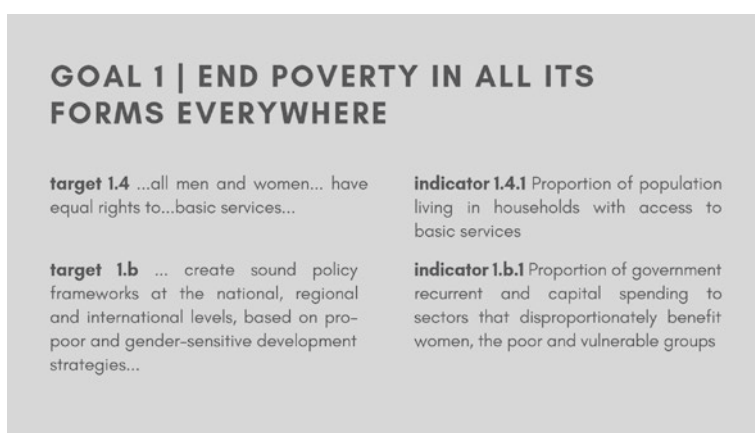 GOAL 1 | END POVERTY IN ALL ITS
FORMS EVERYWHERE
target 1.4 ...all men and women... have
equal rights to...basic services...
indicator 1.4.1 Proportion of population
living in households with access to
basic services
target 1.b ... create sound policy
frameworks at the national, regional
and international levels, based on pro-
poor and gender-sensitive development
strategies...
indicator 1.b.1 Proportion of government
recurrent and capital spending to
sectors that disproportionately benefit
women, the poor and vulnerable groups